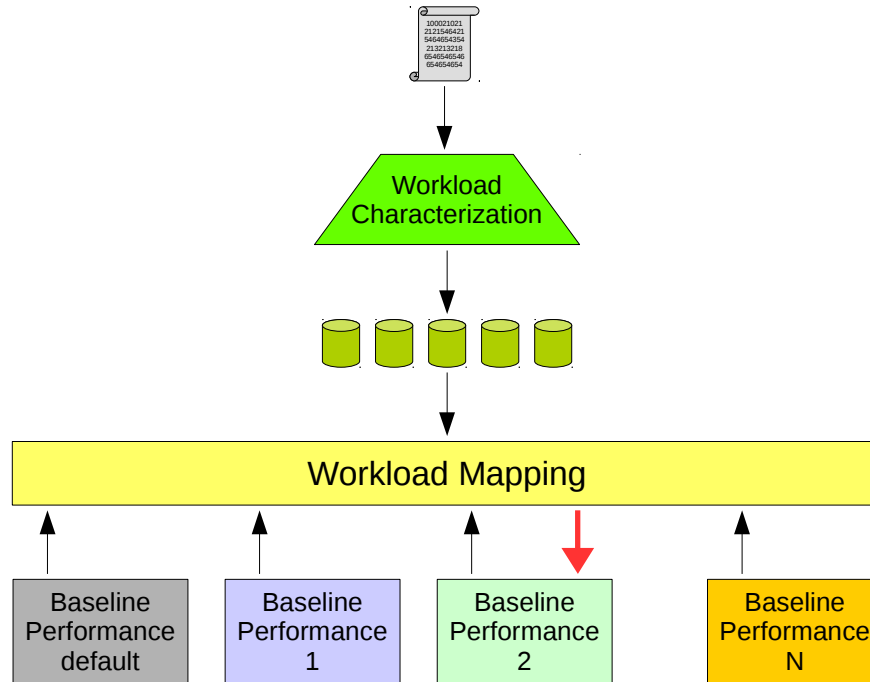 100021021
2121546421
5464654354
213213218
6546546546
654654654
Workload
Characterization
Workload Mapping
Baseline
Performance
default
Baseline
Performance
1
Baseline
Performance
2
Baseline
Performance
N